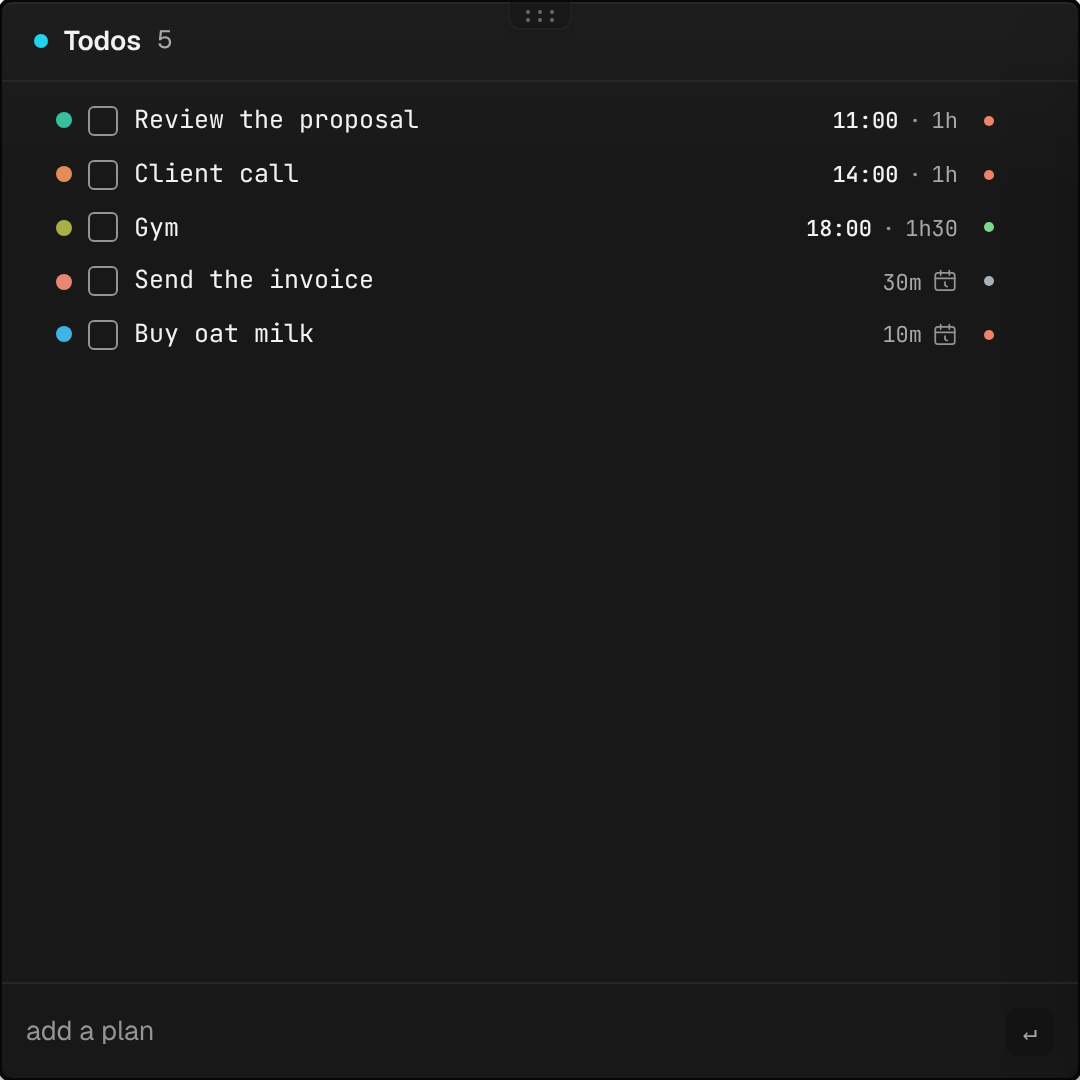 Todos 5
Review the proposal 11:00 · 1h
Client call 14:00 · 1h
Gym 18:00 · 1h30
Send the invoice 30m
Buy oat milk 10m
add a plan ↵